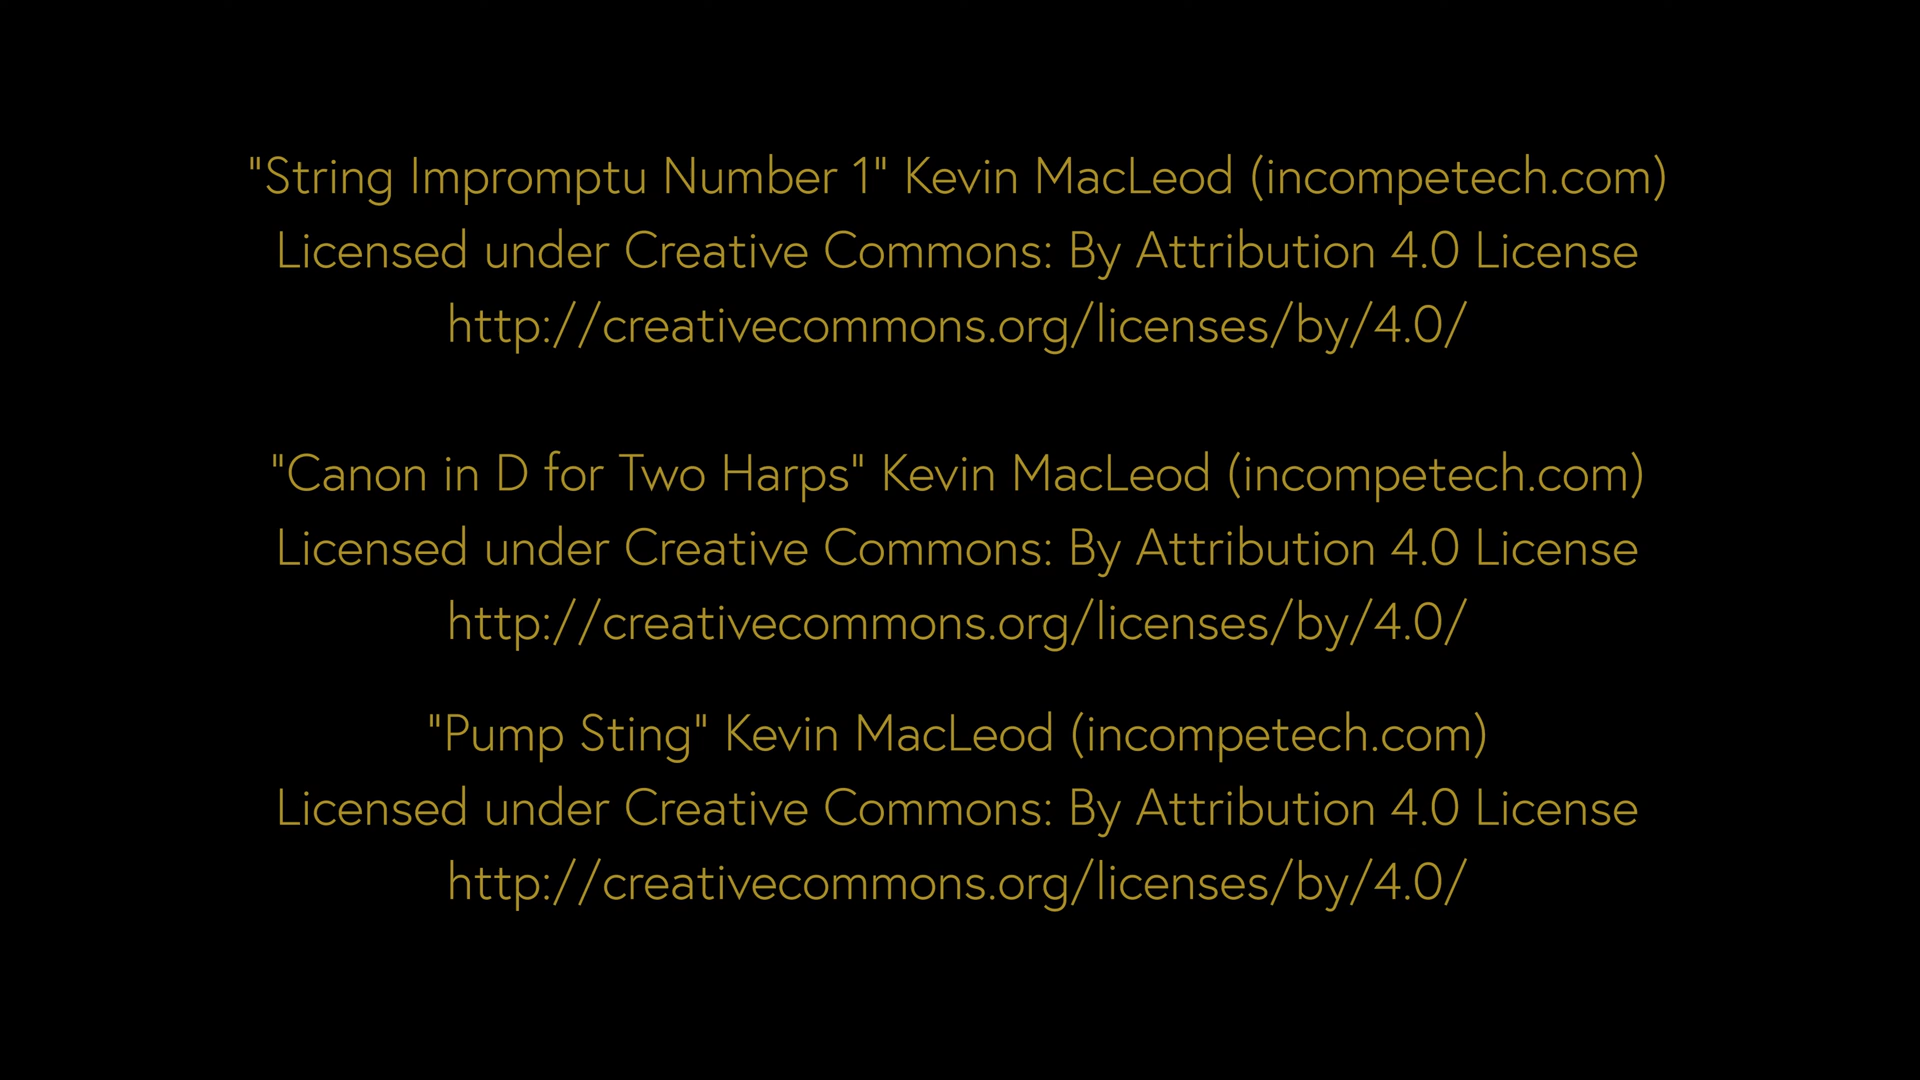 "String Impromptu Number 1" Kevin MacLeod (incompetech.com)
Licensed under Creative Commons: By Attribution 4.0 License
http://creativecommons.org/licenses/by/4.0/
"Canon in D for Two Harps" Kevin MacLeod (incompetech.com)
Licensed under Creative Commons: By Attribution 4.0 License
http://creativecommons.org/licenses/by/4.0/
"Pump Sting" Kevin MacLeod (incompetech.com)
Licensed under Creative Commons: By Attribution 4.0 License
http://creativecommons.org/licenses/by/4.0/